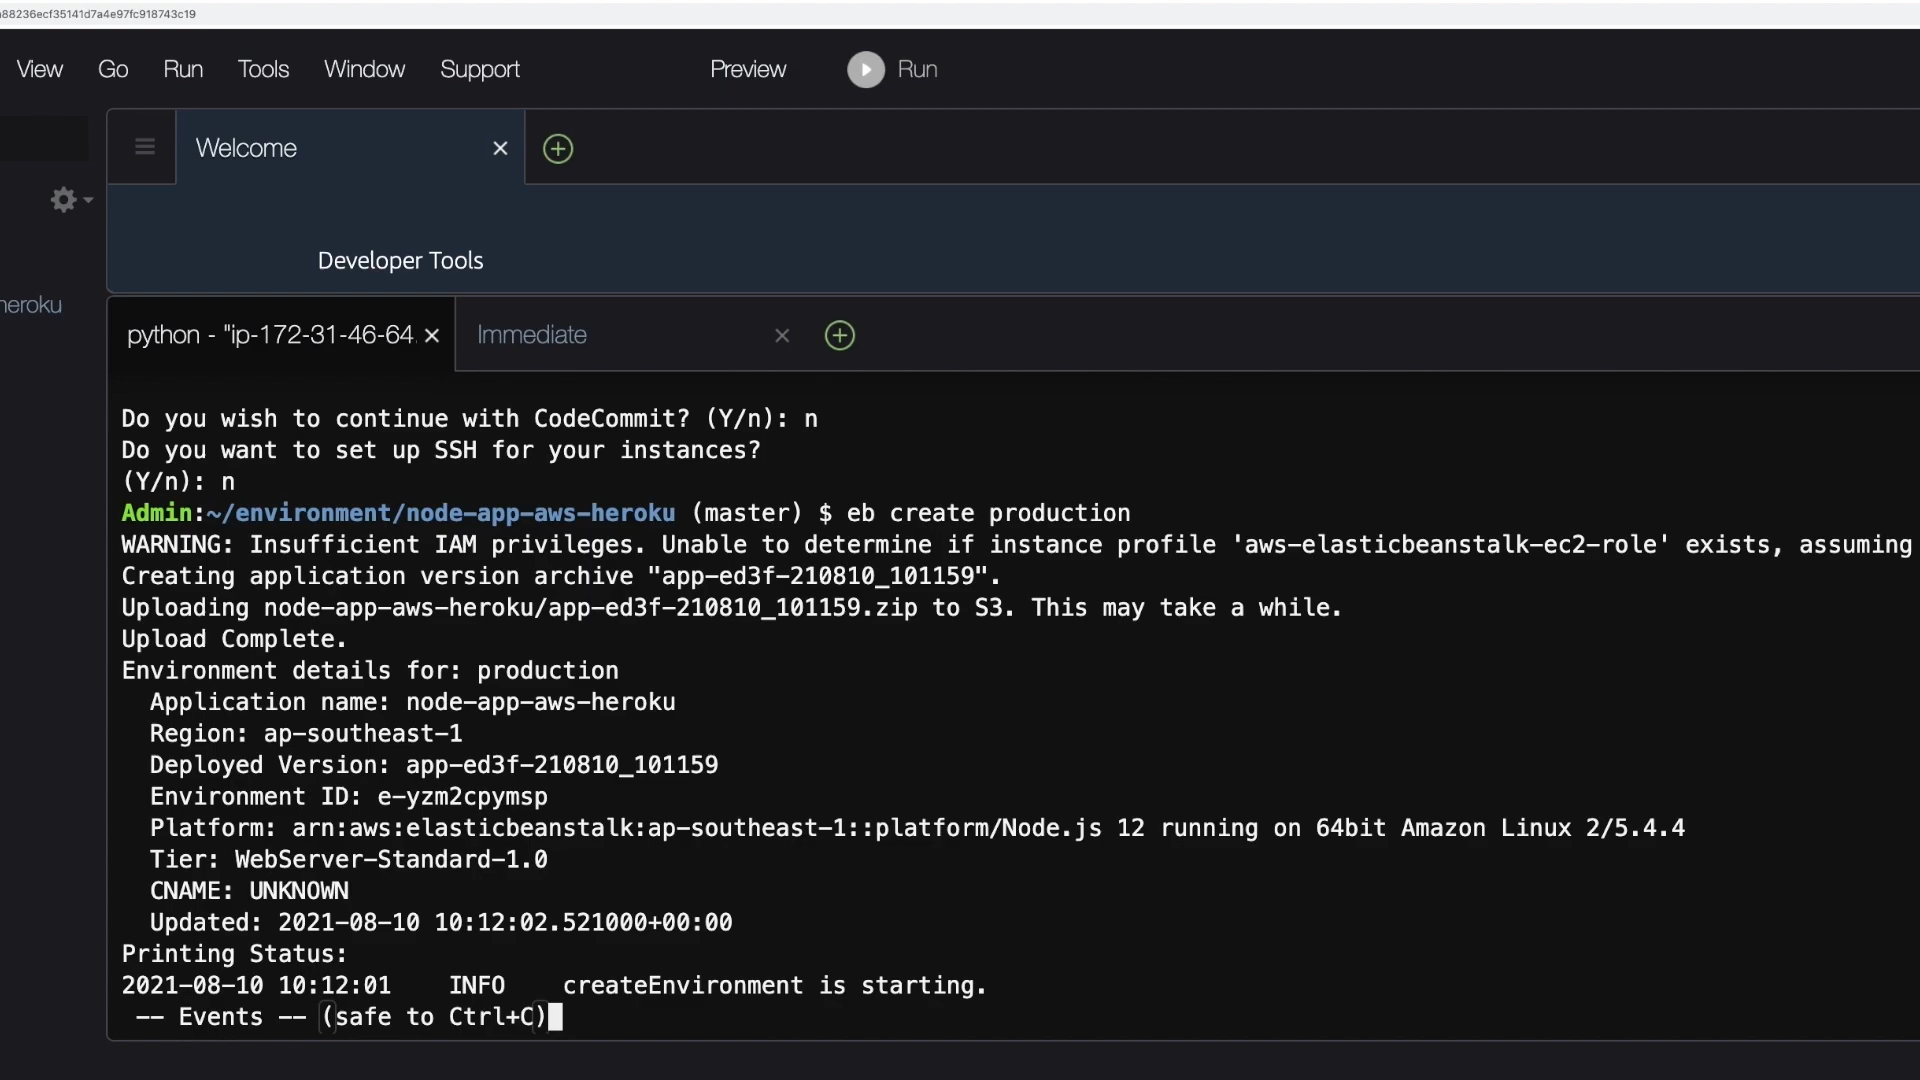 88236ecf35141d7a4e97fc918743c19
View Go Run Tools Window Support Preview Run
Welcome
Developer Tools
heroku
python - "ip-172-31-46-64. Immediate
Do you wish to continue with CodeCommit? (Y/n): n
Do you want to set up SSH for your instances?
(Y/n): n
Admin:~/environment/node-app-aws-heroku (master) $ eb create production
WARNING: Insufficient IAM privileges. Unable to determine if instance profile 'aws-elasticbeanstalk-ec2-role' exists, assuming
Creating application version archive "app-ed3f-210810_101159".
Uploading node-app-aws-heroku/app-ed3f-210810_101159.zip to S3. This may take a while.
Upload Complete.
Environment details for: production
Application name: node-app-aws-heroku
Region: ap-southeast-1
Deployed Version: app-ed3f-210810_101159
Environment ID: e-yzm2cpymsp
Platform: arn:aws:elasticbeanstalk:ap-southeast-1::platform/Node.js 12 running on 64bit Amazon Linux 2/5.4.4
Tier: WebServer-Standard-1.0
CNAME: UNKNOWN
Updated: 2021-08-10 10:12:02.521000+00:00
Printing Status:
2021-08-10 10:12:01 INFO createEnvironment is starting.
-- Events -- (safe to Ctrl+C)